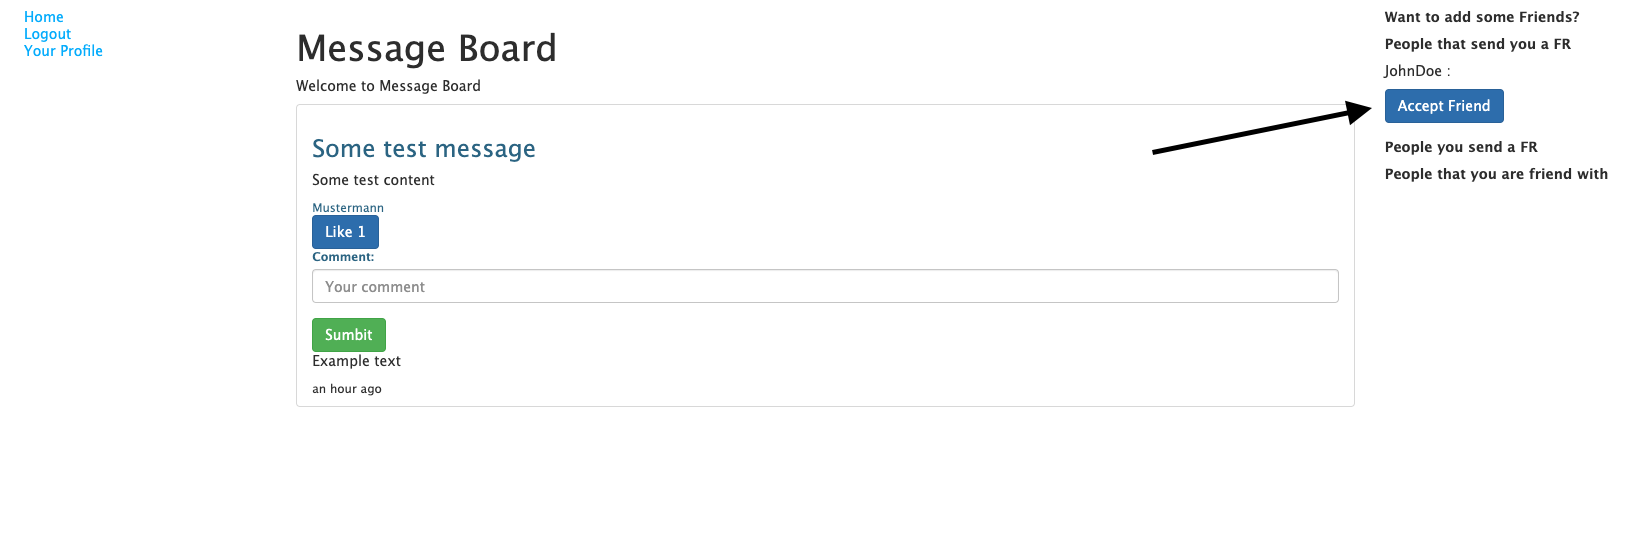 Home
Logout
Your Profile
Message Board
Welcome to Message Board
Some test message
Some test content
Mustermann
Like 1
Comment:
Your comment
Sumbit
Example text
an hour ago
Want to add some Friends?
People that send you a FR
JohnDoe :
Accept Friend
People you send a FR
People that you are friend with